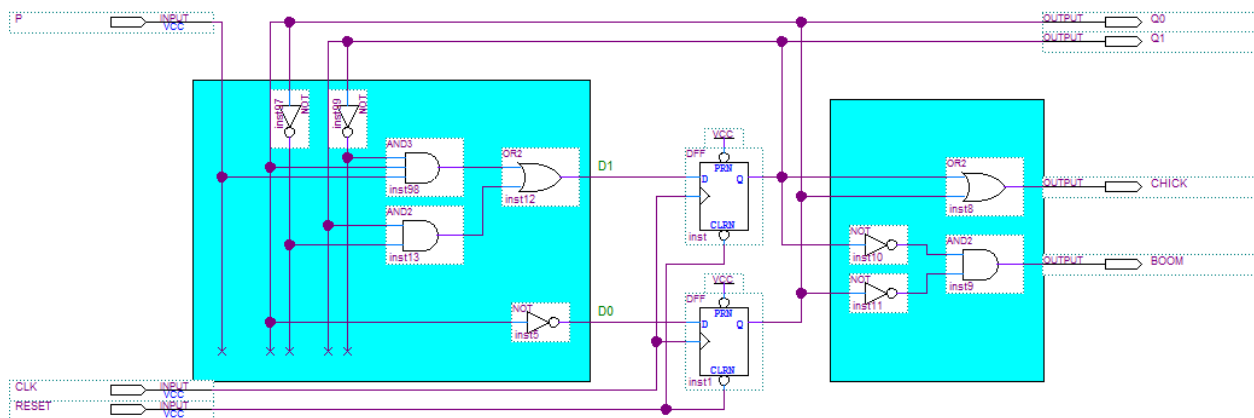 P INPUT VCC
OUTPUT Q0
OUTPUT Q1
inst97 NOT
inst99 NOT
AND3
inst98
OR2
inst12
D1
AND2
inst13
NOT
inst5
D0
VCC
DFF
PRN
D Q
CLRN
inst
VCC
DFF
PRN
D Q
CLRN
inst1
OR2
inst8
OUTPUT CHICK
NOT
inst10
AND2
inst9
OUTPUT BOOM
NOT
inst11
CLK INPUT VCC
RESET INPUT VCC